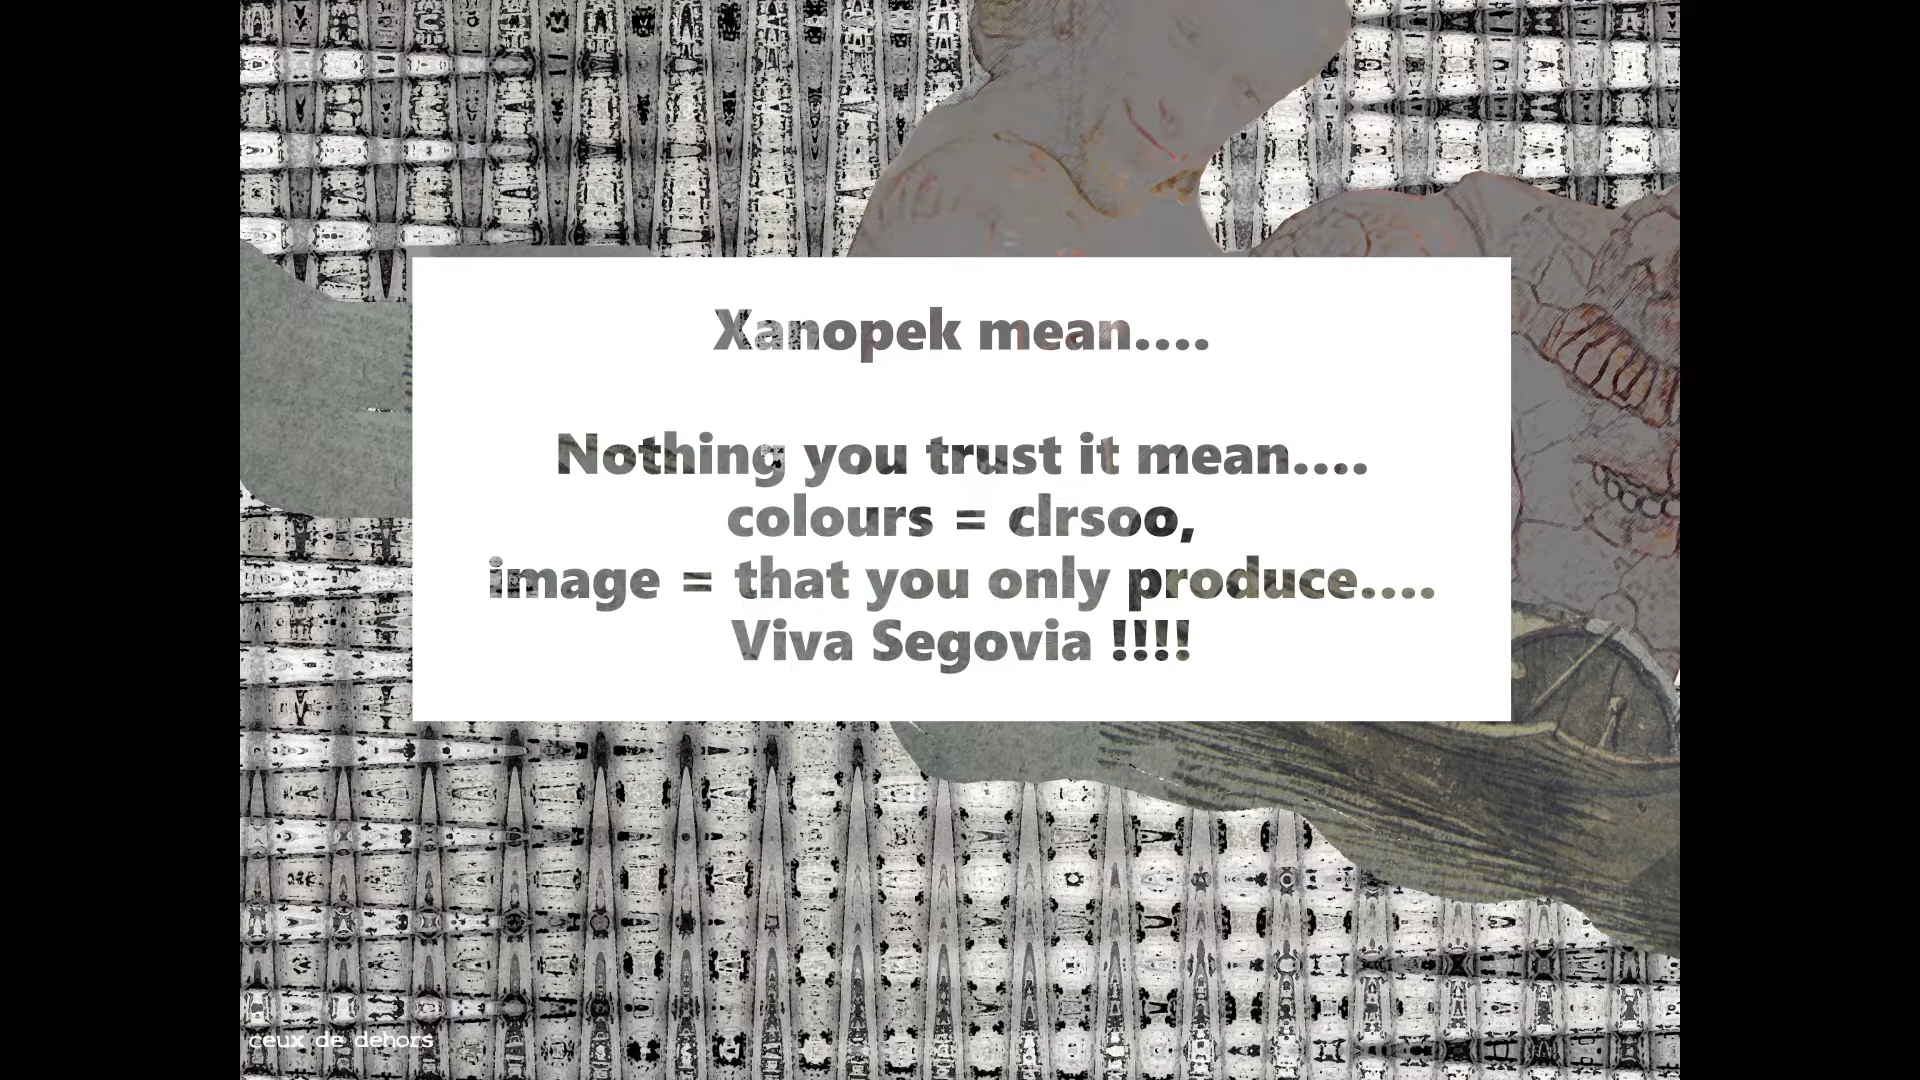 Xanopek mean....
Nothing you trust it mean....
colours = clrsoo,
image = that you only produce....
Viva Segovia !!!!
ceux de dehors